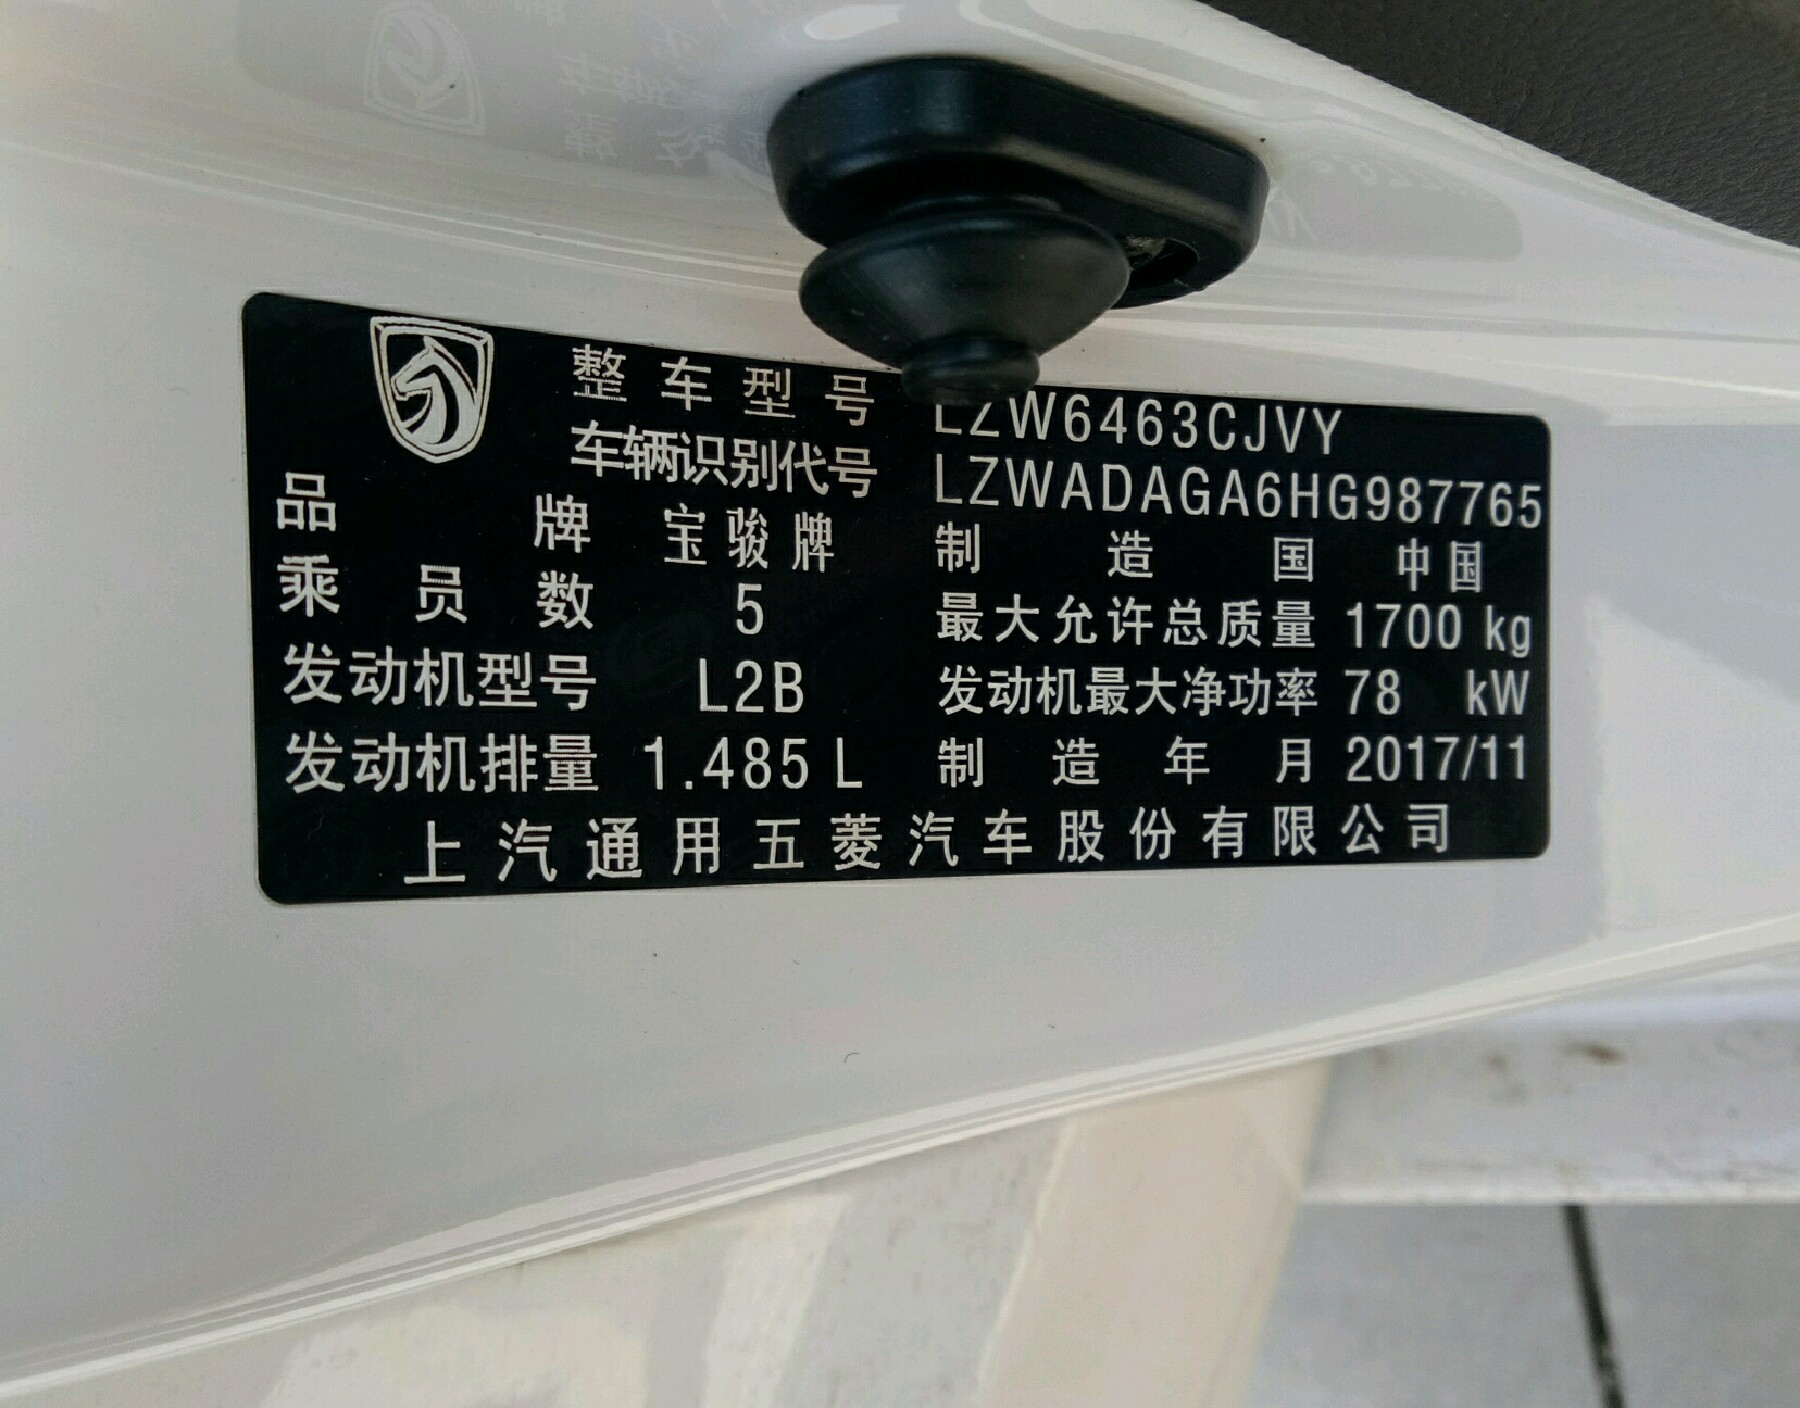 整车型号 LZW6463CJVY
车辆识别代号 LZWADAGA6HG987765
品牌 宝骏牌 制造国 中国
乘员数 5 最大允许总质量 1700 kg
发动机型号 L2B 发动机最大净功率 78 kW
发动机排量 1.485 L 制造年月 2017/11
上汽通用五菱汽车股份有限公司